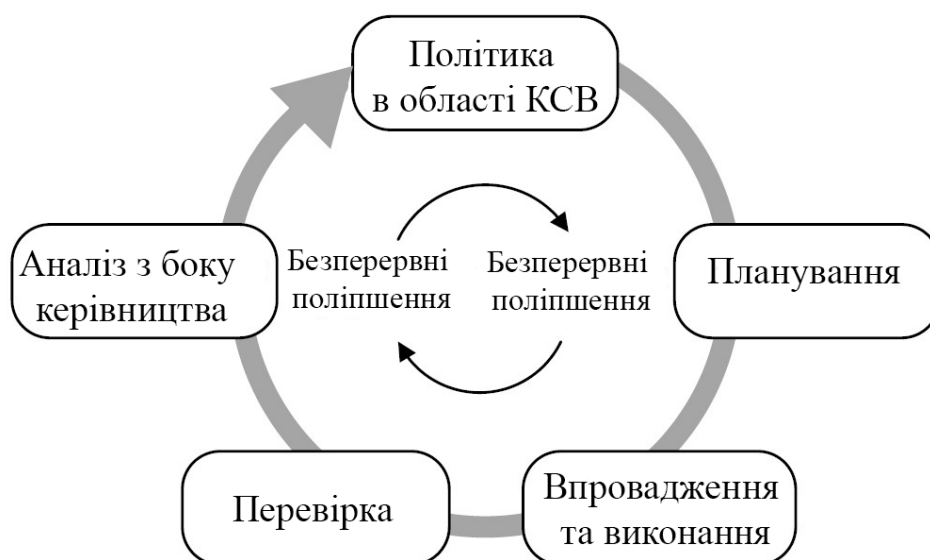 Політика
в області КСВ
Аналіз з боку
керівництва
Безперервні
поліпшення
Безперервні
поліпшення
Планування
Перевірка
Впровадження
та виконання